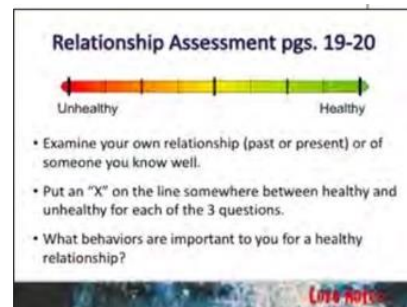 Relationship Assessment pgs. 19-20
Unhealthy Healthy
• Examine your own relationship (past or present) or of
someone you know well.
• Put an "X" on the line somewhere between healthy and
unhealthy for each of the 3 questions.
• What behaviors are important to you for a healthy
relationship?
Love Notes